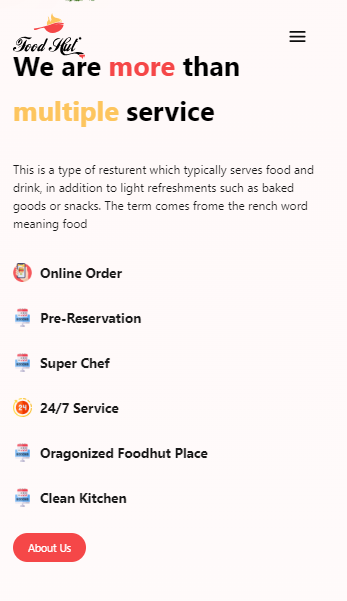 Food Hut
We are more than
multiple service
This is a type of resturent which typically serves food and
drink, in addition to light refreshments such as baked
goods or snacks. The term comes frome the rench word
meaning food
Online Order
Pre-Reservation
Super Chef
24/7 Service
Oragonized Foodhut Place
Clean Kitchen
About Us